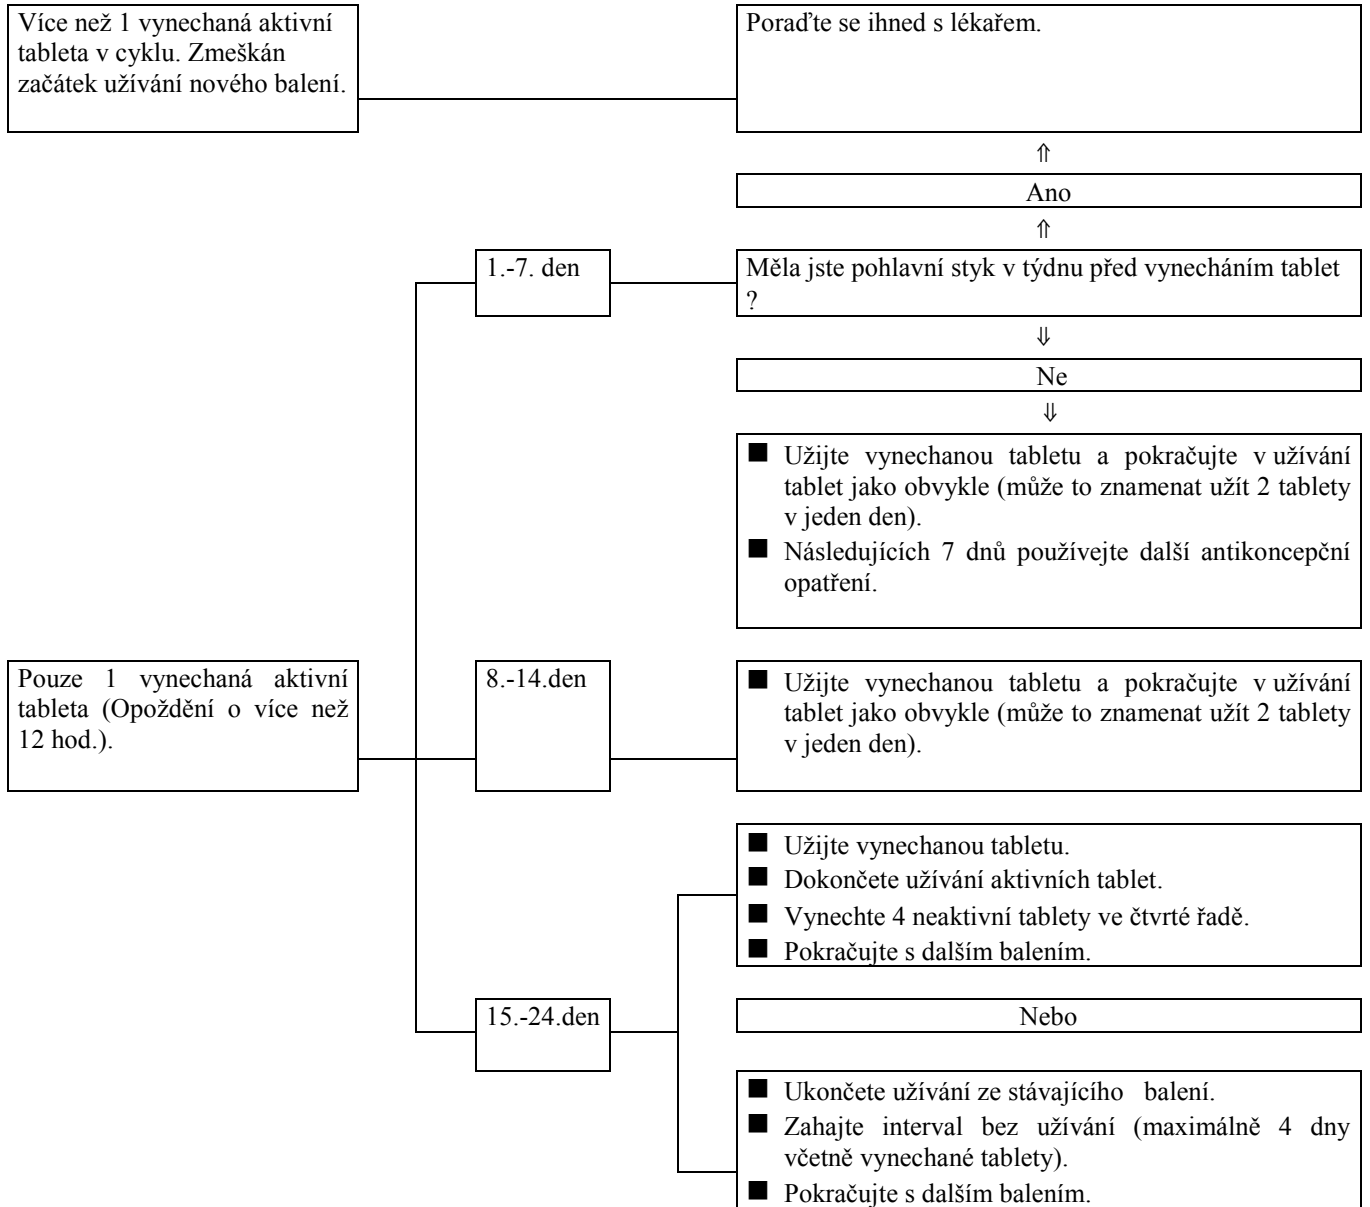 Více než 1 vynechaná aktivní
tableta v cyklu. Zmeškán
začátek užívání nového balení.
Poraďte se ihned s lékařem.
⇑
Ano
⇑
1.-7. den
Měla jste pohlavní styk v týdnu před vynecháním tablet
?
⇓
Ne
⇓
■ Užijte vynechanou tabletu a pokračujte v užívání
tablet jako obvykle (může to znamenat užít 2 tablety
v jeden den).
■ Následujících 7 dnů používejte další antikoncepční
opatření.
Pouze 1 vynechaná aktivní
tableta (Opoždění o více než
12 hod.).
8.-14.den
■ Užijte vynechanou tabletu a pokračujte v užívání
tablet jako obvykle (může to znamenat užít 2 tablety
v jeden den).
■ Užijte vynechanou tabletu.
■ Dokončete užívání aktivních tablet.
■ Vynechte 4 neaktivní tablety ve čtvrté řadě.
■ Pokračujte s dalším balením.
15.-24.den
Nebo
■ Ukončete užívání ze stávajícího balení.
■ Zahajte interval bez užívání (maximálně 4 dny
včetně vynechané tablety).
■ Pokračujte s dalším balením.